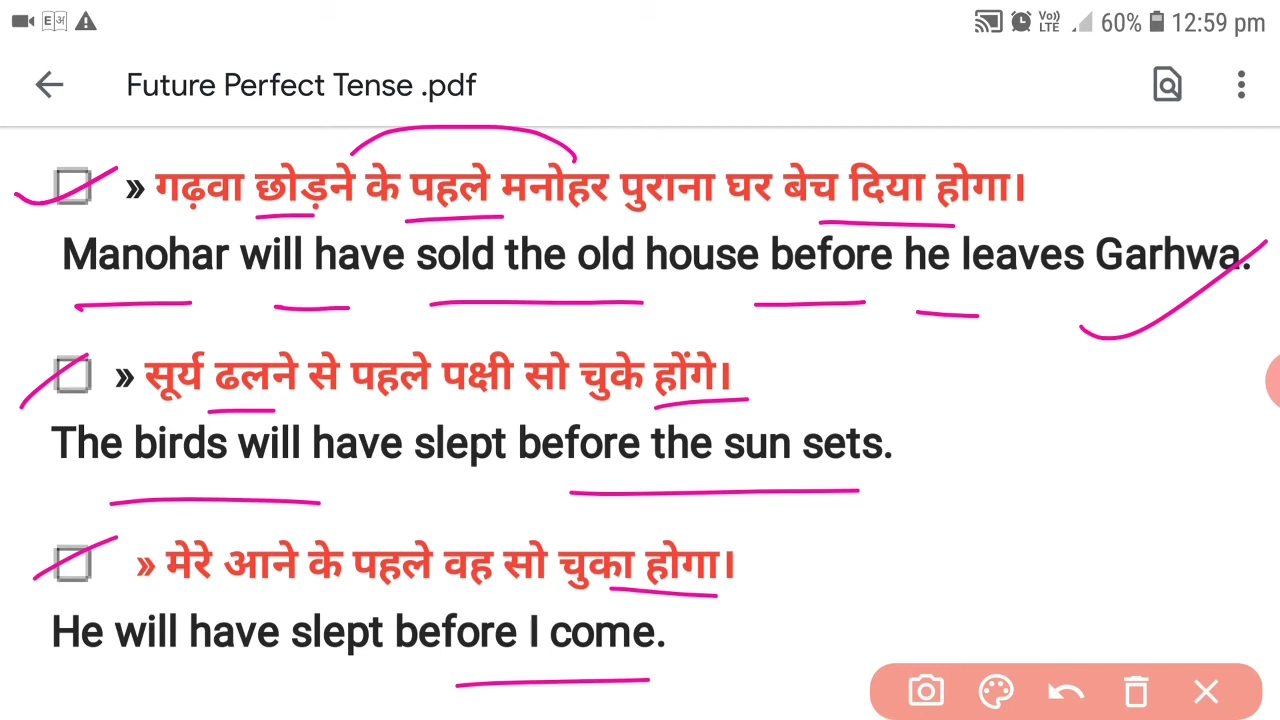 60% 12:59 pm
Future Perfect Tense .pdf
» गढ़वा छोड़ने के पहले मनोहर पुराना घर बेच दिया होगा।
Manohar will have sold the old house before he leaves Garhwa.
» सूर्य ढलने से पहले पक्षी सो चुके होंगे।
The birds will have slept before the sun sets.
» मेरे आने के पहले वह सो चुका होगा।
He will have slept before I come.